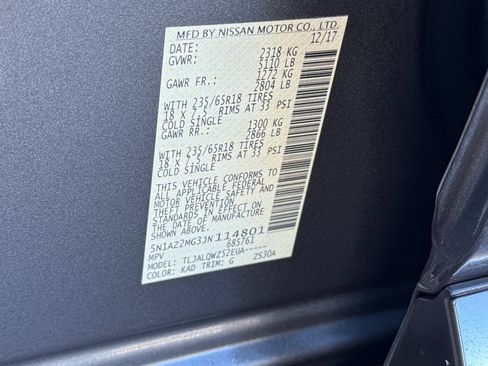 MFD BY NISSAN MOTOR CO., LTD.
DATE: 12/17
GVWR: 2318 KG
5110 LB
GAWR FR.: 1272 KG
2804 LB
WITH 235/65R18 TIRES
18 X 7.5 RIMS AT 33 PSI
COLD SINGLE
GAWR RR.: 1300 KG
2866 LB
WITH 235/65R18 TIRES
18 X 7.5 RIMS AT 33 PSI
COLD SINGLE
THIS VEHICLE CONFORMS TO
ALL APPLICABLE FEDERAL
MOTOR VEHICLE SAFETY AND
STANDARDS IN EFFECT ON
THE DATE OF MANUFACTURE
SHOWN ABOVE.
5N1AZ2MG3JN114801
MPV 685761
MODEL: TLJALQWZ52EUA-----
COLOR: KAD TRIM: G ZS30A